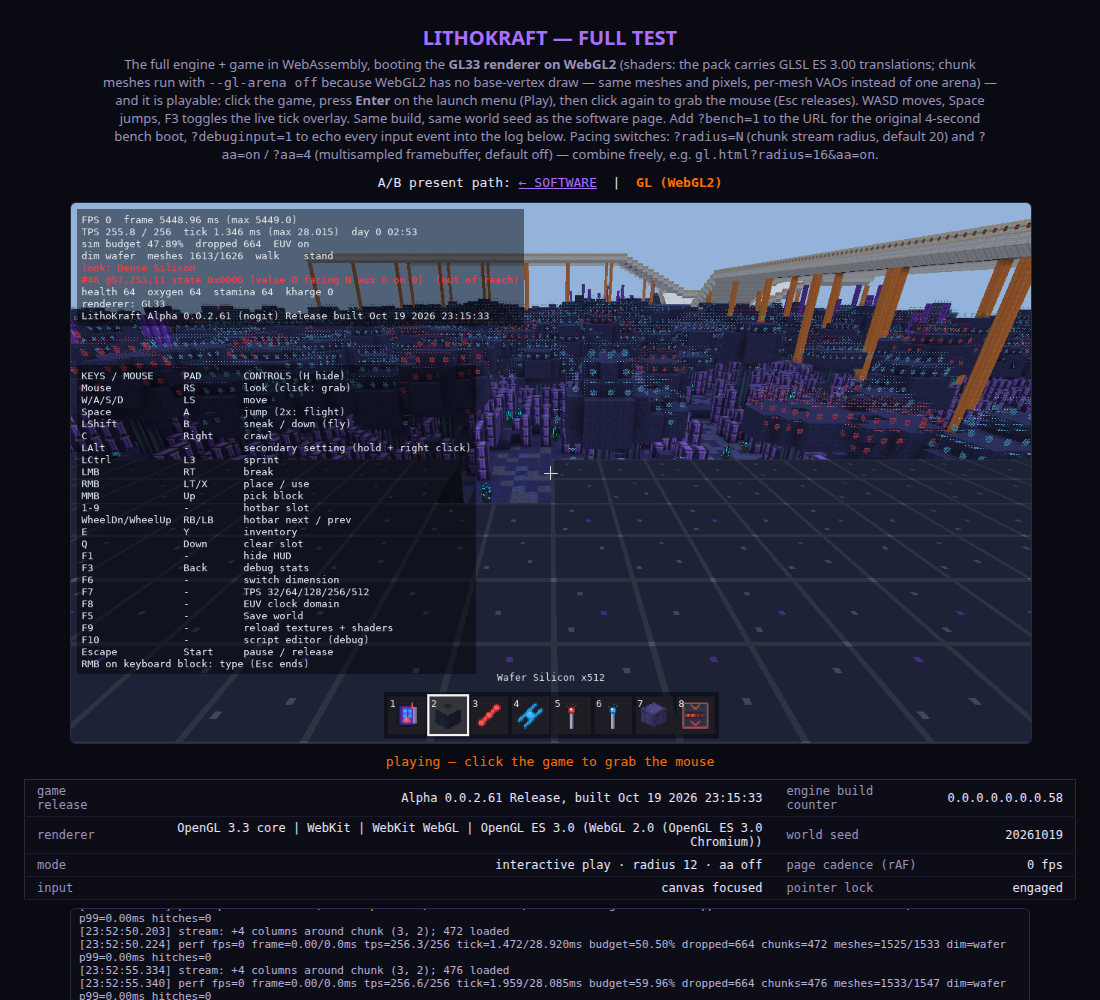 LITHOKRAFT — FULL TEST
The full engine + game in WebAssembly, booting the GL33 renderer on WebGL2 (shaders: the pack carries GLSL ES 3.00 translations; chunk
meshes run with --gl-arena off because WebGL2 has no base-vertex draw — same meshes and pixels, per-mesh VAOs instead of one arena) —
and it is playable: click the game, press Enter on the launch menu (Play), then click again to grab the mouse (Esc releases). WASD moves, Space
jumps, F3 toggles the live tick overlay. Same build, same world seed as the software page. Add ?bench=1 to the URL for the original 4-second
bench boot, ?debuginput=1 to echo every input event into the log below. Pacing switches: ?radius=N (chunk stream radius, default 20) and ?
aa=on / ?aa=4 (multisampled framebuffer, default off) — combine freely, e.g. gl.html?radius=16&aa=on.
A/B present path: ← SOFTWARE | GL (WebGL2)
FPS 0 frame 5448.96 ms (max 5449.0)
TPS 255.8 / 256 tick 1.346 ms (max 28.015) day 0 02:53
sim budget 47.89% dropped 664 EUV on
dim wafer meshes 1613/1626 walk stand
look: Dense Silicon
#48 @57,253,11 state 0x0000 (value 0 facing N aux 0 on 0) (out of reach)
health 64 oxygen 64 stamina 64 kharge 0
renderer: GL33
LithoKraft Alpha 0.0.2.61 (nogit) Release built Oct 19 2026 23:15:33
KEYS / MOUSE PAD CONTROLS (H hide)
Mouse RS look (click: grab)
W/A/S/D LS move
Space A jump (2x: flight)
LShift B sneak / down (fly)
C Right crawl
LAlt - secondary setting (hold + right click)
LCtrl L3 sprint
LMB RT break
RMB LT/X place / use
MMB Up pick block
1-9 - hotbar slot
WheelDn/WheelUp RB/LB hotbar next / prev
E Y inventory
Q Down clear slot
F1 - hide HUD
F3 Back debug stats
F6 - switch dimension
F7 - TPS 32/64/128/256/512
F8 - EUV clock domain
F5 - Save world
F9 - reload textures + shaders
F10 - script editor (debug)
Escape Start pause / release
RMB on keyboard block: type (Esc ends)
Wafer Silicon x512
1 2 3 4 5 6 7 8
playing — click the game to grab the mouse
game release Alpha 0.0.2.61 Release, built Oct 19 2026 23:15:33 engine build counter 0.0.0.0.0.0.58
renderer OpenGL 3.3 core | WebKit | WebKit WebGL | OpenGL ES 3.0 (WebGL 2.0 (OpenGL ES 3.0 Chromium)) world seed 20261019
mode interactive play · radius 12 · aa off page cadence (rAF) 0 fps
input canvas focused pointer lock engaged
p99=0.00ms hitches=0
[23:52:50.203] stream: +4 columns around chunk (3, 2); 472 loaded
[23:52:50.224] perf fps=0 frame=0.00/0.0ms tps=256.3/256 tick=1.472/28.920ms budget=50.50% dropped=664 chunks=472 meshes=1525/1533 dim=wafer
p99=0.00ms hitches=0
[23:52:55.334] stream: +4 columns around chunk (3, 2); 476 loaded
[23:52:55.340] perf fps=0 frame=0.00/0.0ms tps=256.6/256 tick=1.959/28.085ms budget=59.96% dropped=664 chunks=476 meshes=1533/1547 dim=wafer
p99=0.00ms hitches=0